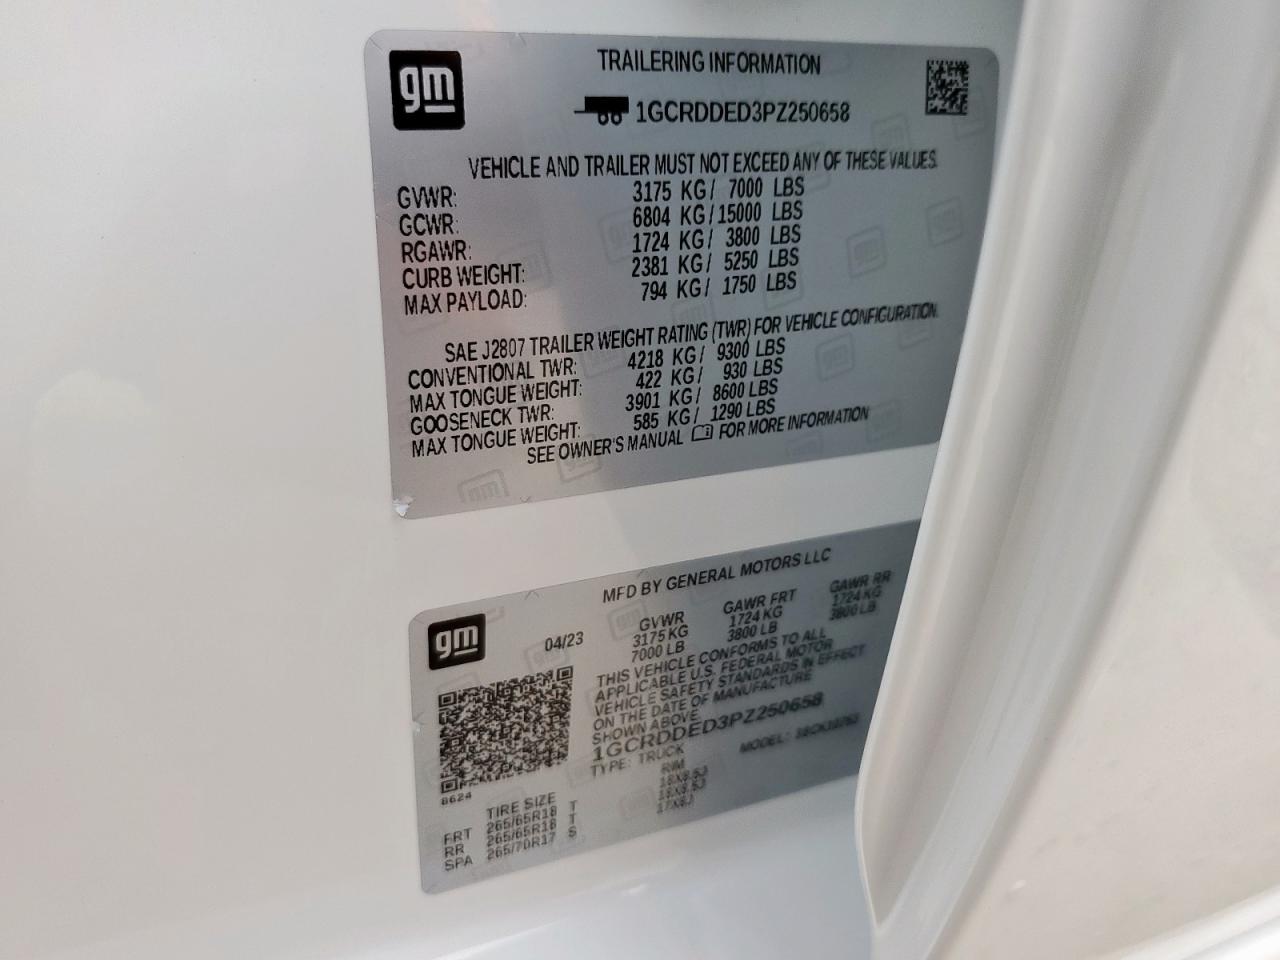 gm
TRAILERING INFORMATION
1GCRDDED3PZ250658
VEHICLE AND TRAILER MUST NOT EXCEED ANY OF THESE VALUES.
GVWR: 3175 KG/ 7000 LBS
GCWR: 6804 KG/15000 LBS
RGAWR: 1724 KG/ 3800 LBS
CURB WEIGHT: 2381 KG/ 5250 LBS
MAX PAYLOAD: 794 KG/ 1750 LBS
SAE J2807 TRAILER WEIGHT RATING (TWR) FOR VEHICLE CONFIGURATION.
CONVENTIONAL TWR: 4218 KG/ 9300 LBS
MAX TONGUE WEIGHT: 422 KG/ 930 LBS
GOOSENECK TWR: 3901 KG/ 8600 LBS
MAX TONGUE WEIGHT: 585 KG/ 1290 LBS
SEE OWNER'S MANUAL FOR MORE INFORMATION
gm
MFD BY GENERAL MOTORS LLC
04/23
GVWR GAWR FRT GAWR RR
3175 KG 1724 KG 1724 KG
7000 LB 3800 LB 3800 LB
THIS VEHICLE CONFORMS TO ALL
APPLICABLE U.S. FEDERAL MOTOR
VEHICLE SAFETY STANDARDS IN EFFECT
ON THE DATE OF MANUFACTURE
SHOWN ABOVE.
1GCRDDED3PZ250658
TYPE: TRUCK MODEL:
8624
TIRE SIZE RIM
FRT 265/65R18 T 18X8.5J
RR 265/65R18 T 18X8.5J
SPA 265/70R17 S 17X8J